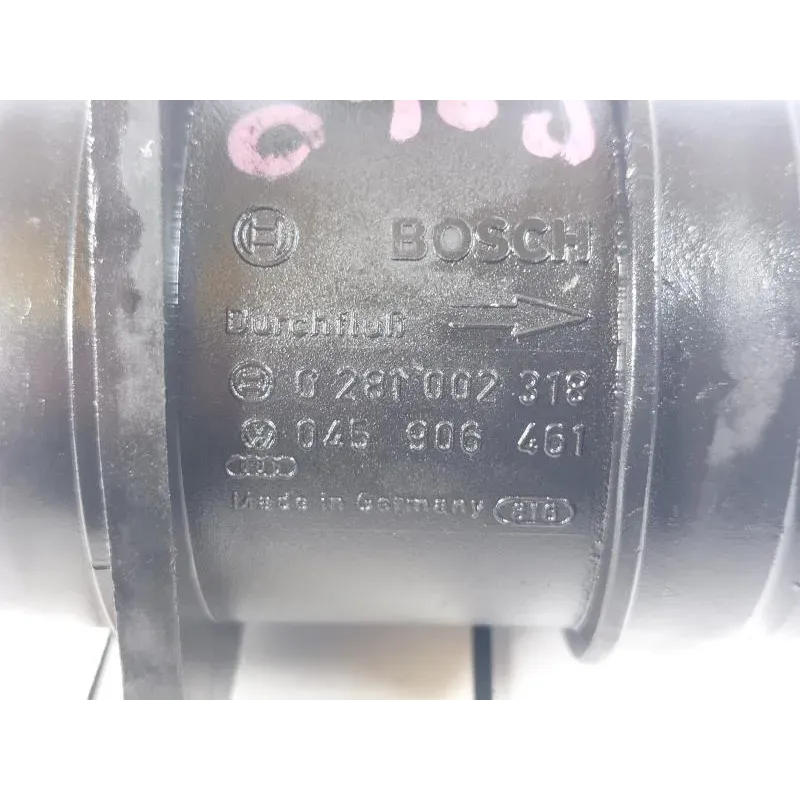 BOSCH
Durchfluß
0 281 002 318
045 906 461
Made in Germany